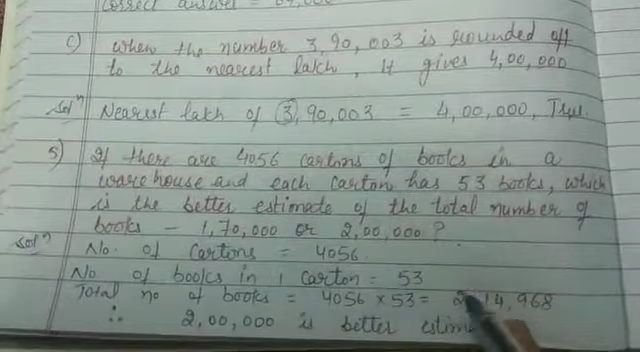 correct answer =
c) When the number 3,90,003 is rounded off
to the nearest lakh, it gives 4,00,000
Solⁿ Nearest lakh of 3,90,003 = 4,00,000, True
5) If there are 4056 cartons of books in a
warehouse and each carton has 53 books, which
is the better estimate of the total number of
books - 1,70,000 or 2,00,000 ?
Solⁿ
No. of cartons = 4056
No of books in 1 carton = 53
Total no of books = 4056 × 53 = 2,14,968
∴ 2,00,000 is better